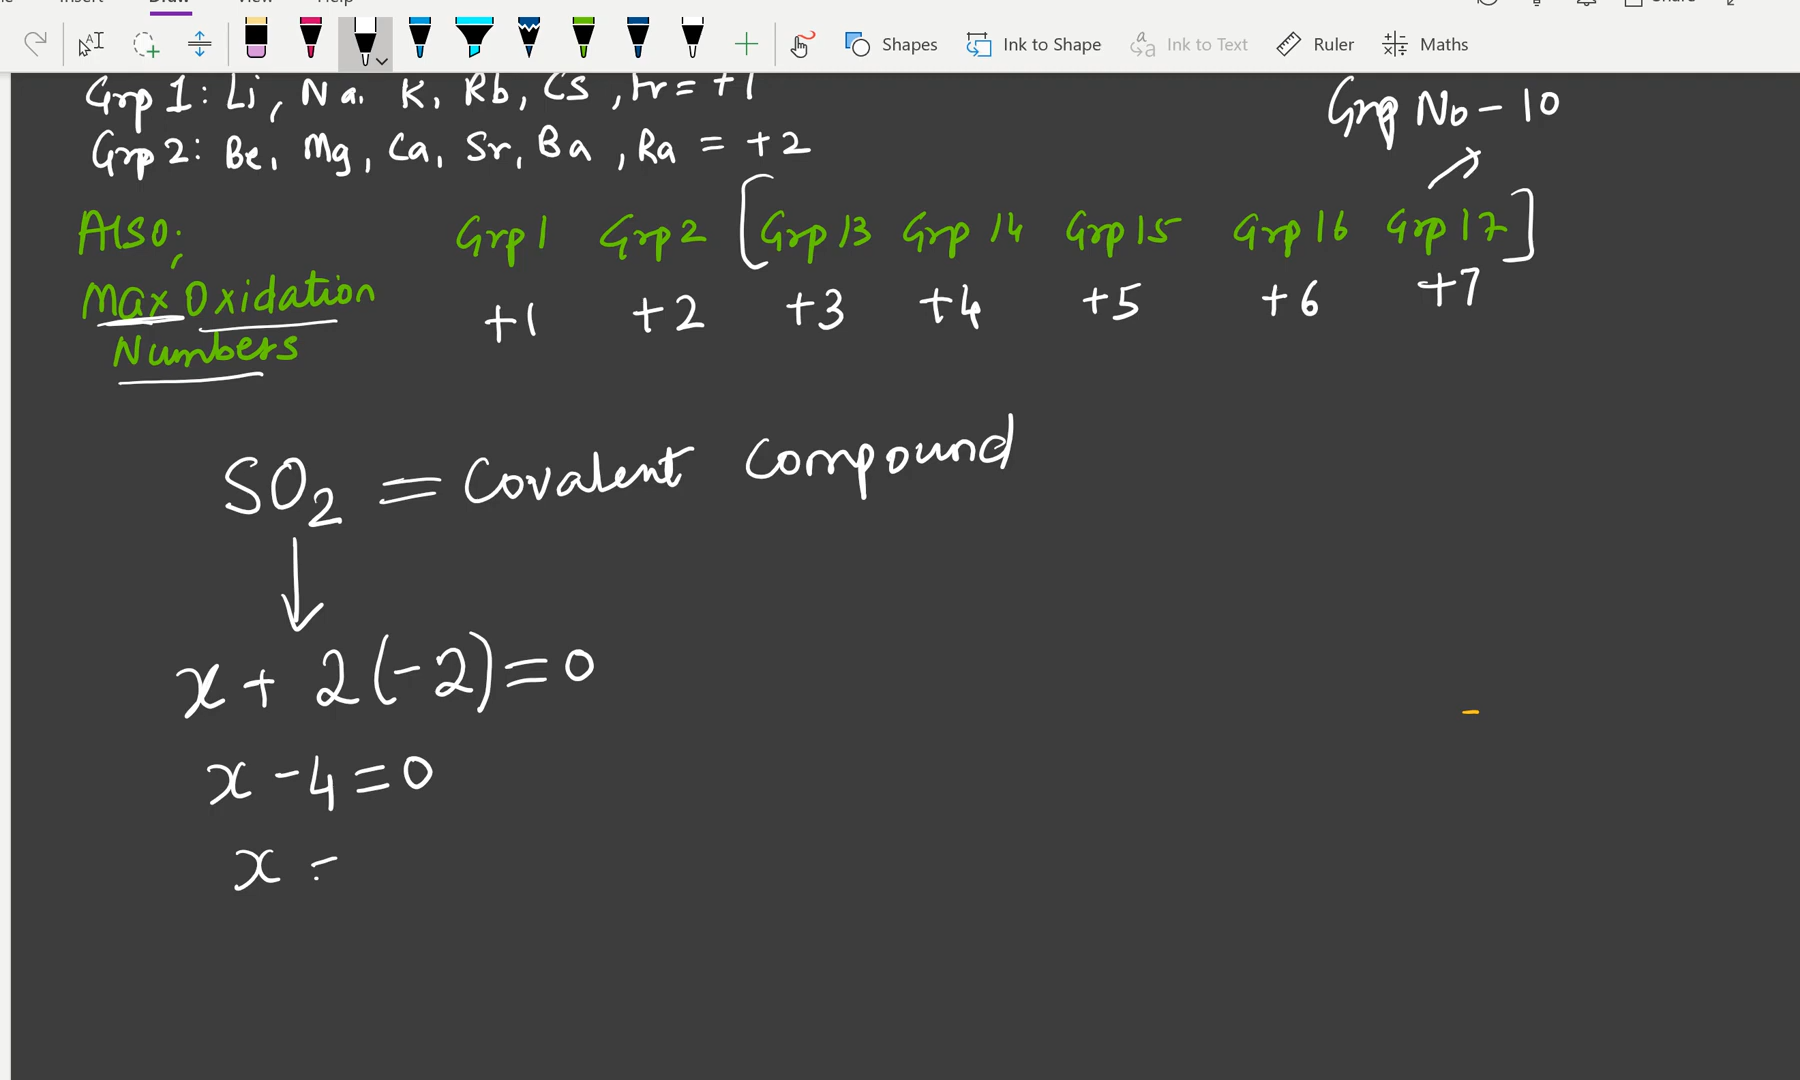 Draw
Shapes Ink to Shape Ink to Text Ruler Maths
Grp 1: Li, Na, K, Rb, Cs, Fr = +1
Grp 2: Be, Mg, Ca, Sr, Ba, Ra = +2
Grp No - 10
Also; Grp 1 Grp 2 [Grp 13 Grp 14 Grp 15 Grp 16 Grp 17]
Max Oxidation +1 +2 +3 +4 +5 +6 +7
Numbers
SO₂ = Covalent Compound
x + 2(-2) = 0
x - 4 = 0
x =